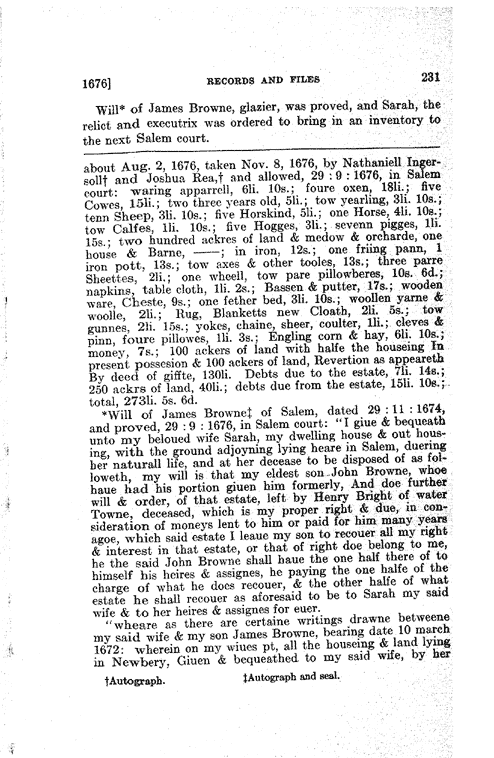 1676] RECORDS AND FILES 231
Will* of James Browne, glazier, was proved, and Sarah, the
relict and executrix was ordered to bring in an inventory to
the next Salem court.
about Aug. 2, 1676, taken Nov. 8, 1676, by Nathaniell Inger-
soll† and Joshua Rea,† and allowed, 29 : 9 : 1676, in Salem
court: waring apparrell, 6li. 10s.; foure oxen, 18li.; five
Cowes, 15li.; two three years old, 5li.; tow yearling, 3li. 10s.;
tenn Sheep, 3li. 10s.; five Horskind, 5li.; one Horse, 4li. 10s.;
tow Calfes, 1li. 10s.; five Hogges, 3li.; sevenn pigges, 1li.
15s.; two hundred ackres of land & medow & orcharde, one
house & Barne, ——; in iron, 12s.; one friing pann, 1
iron pott, 13s.; tow axes & other tooles, 13s.; three parre
Sheettes, 2li.; one wheell, tow pare pillowberes, 10s. 6d.;
napkins, table cloth, 1li. 2s.; Bassen & putter, 17s.; wooden
ware, Cheste, 9s.; one fether bed, 3li. 10s.; woollen yarne &
woolle, 2li.; Rug, Blanketts new Cloath, 2li. 5s.; tow
gunnes, 2li. 15s.; yokes, chaine, sheer, coulter, 1li.; cleves &
pinn, foure pillowes, 1li. 3s.; Engling corn & hay, 6li. 10s.;
money, 7s.; 100 ackers of land with halfe the houseing In
present possesion & 100 ackers of land, Revertion as appeareth
By deed of giffte, 130li. Debts due to the estate, 7li. 14s.;
250 ackrs of land, 40li.; debts due from the estate, 15li. 10s.;
total, 273li. 5s. 6d.
*Will of James Browne‡ of Salem, dated 29 : 11 : 1674,
and proved, 29 : 9 : 1676, in Salem court: "I giue & bequeath
unto my beloued wife Sarah, my dwelling house & out hous-
ing, with the ground adjoyning lying heare in Salem, duering
her naturall life, and at her decease to be disposed of as fol-
loweth, my will is that my eldest son John Browne, whoe
haue had his portion giuen him formerly, And doe further
will & order, of that estate, left by Henry Bright of water
Towne, deceased, which is my proper right & due, in con-
sideration of moneys lent to him or paid for him many years
agoe, which said estate I leaue my son to recouer all my right
& interest in that estate, or that of right doe belong to me,
he the said John Browne shall haue the one half there of to
himself his heires & assignes, he paying the one halfe of the
charge of what he does recouer, & the other halfe of what
estate he shall recouer as aforesaid to be to Sarah my said
wife & to her heires & assignes for euer.
"wheare as there are certaine writings drawne betweene
my said wife & my son James Browne, bearing date 10 march
1672: wherein on my wiues pt, all the houseing & land lying
in Newbery, Giuen & bequeathed to my said wife, by her
†Autograph. ‡Autograph and seal.